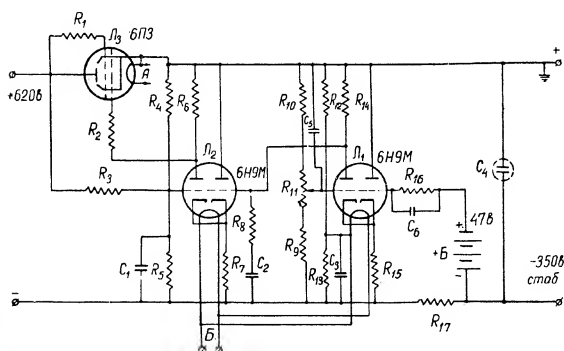 R1
Л3 6П3
+
А
+620в
R4
R6
R10
R12
R14
C5
R2
Л2
6Н9М
Л1
6Н9М
C4
R3
R16
R8
R11
C6
47в
+
+Б
-
C1
R5
R7
C2
R9
R13
C3
R15
-350в
стаб
-
Б
R17